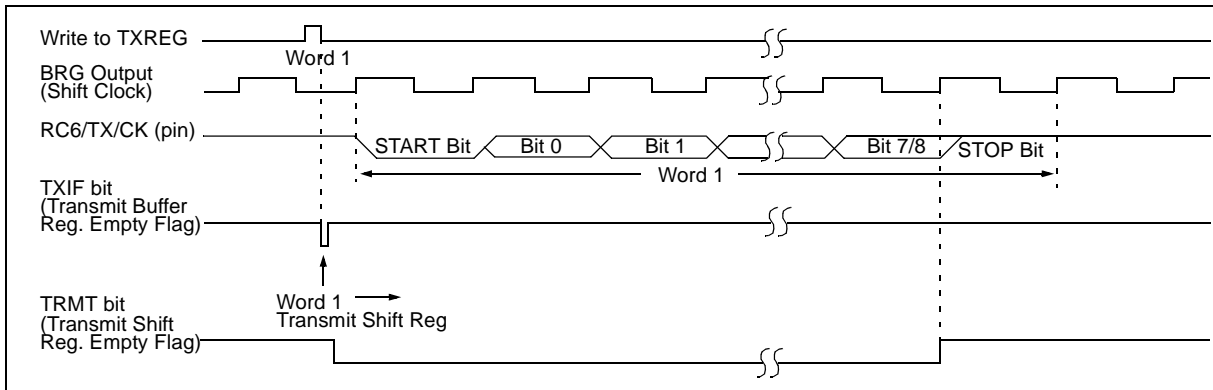 Write to TXREG
Word 1
BRG Output
(Shift Clock)
RC6/TX/CK (pin)
START Bit
Bit 0
Bit 1
Bit 7/8
STOP Bit
Word 1
TXIF bit
(Transmit Buffer
Reg. Empty Flag)
Word 1
Transmit Shift Reg
TRMT bit
(Transmit Shift
Reg. Empty Flag)